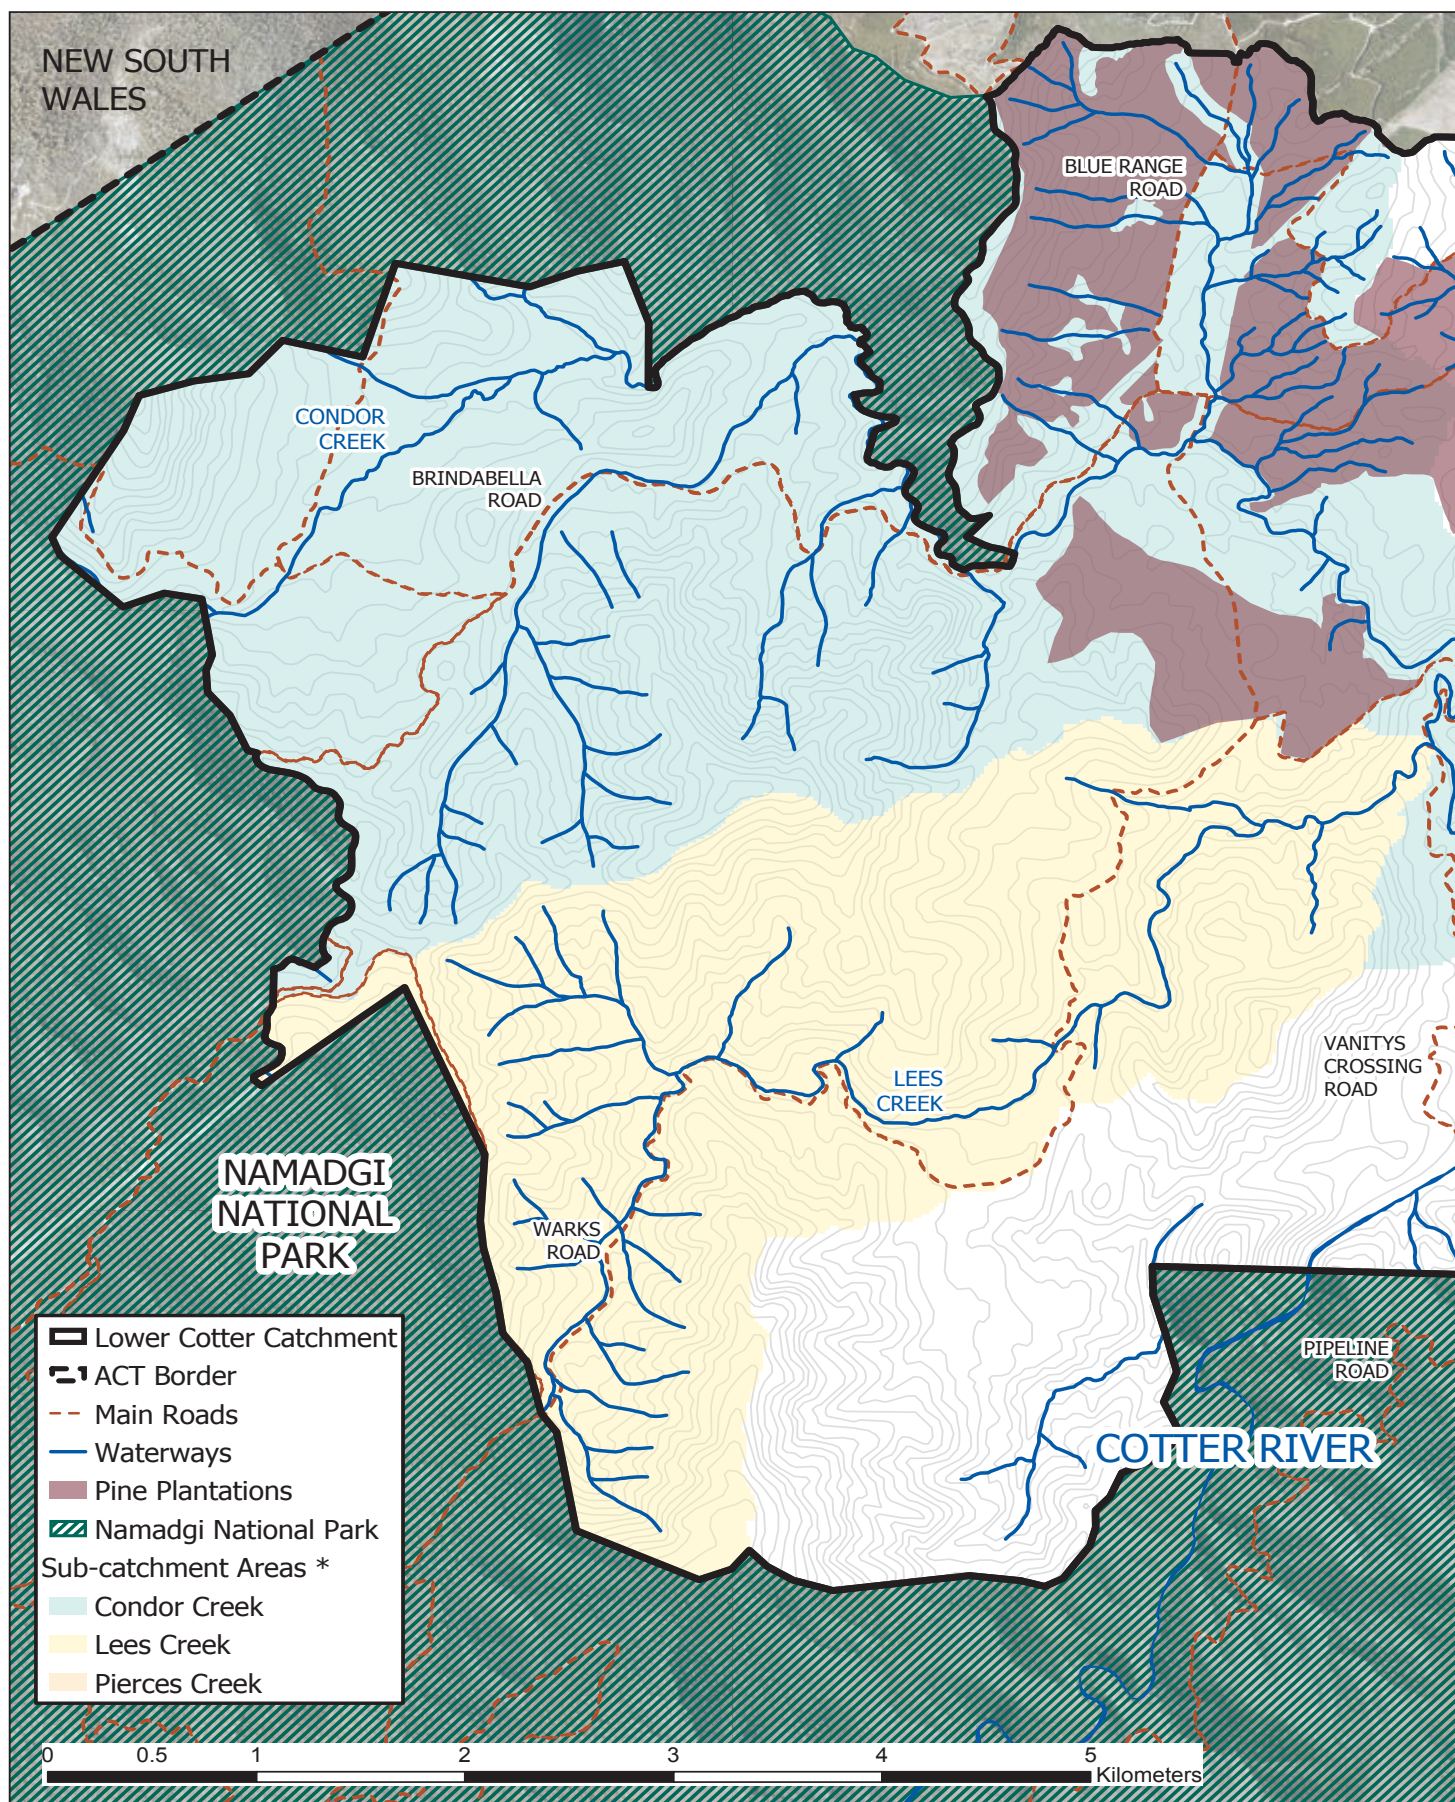 NEW SOUTH
WALES
BLUE RANGE
ROAD
CONDOR
CREEK
BRINDABELLA
ROAD
VANITYS
CROSSING
ROAD
LEES
CREEK
NAMADGI
NATIONAL
PARK
WARKS
ROAD
PIPELINE
ROAD
COTTER RIVER
Lower Cotter Catchment
ACT Border
Main Roads
Waterways
Pine Plantations
Namadgi National Park
Sub-catchment Areas *
Condor Creek
Lees Creek
Pierces Creek
0 0.5 1 2 3 4 5
Kilometers